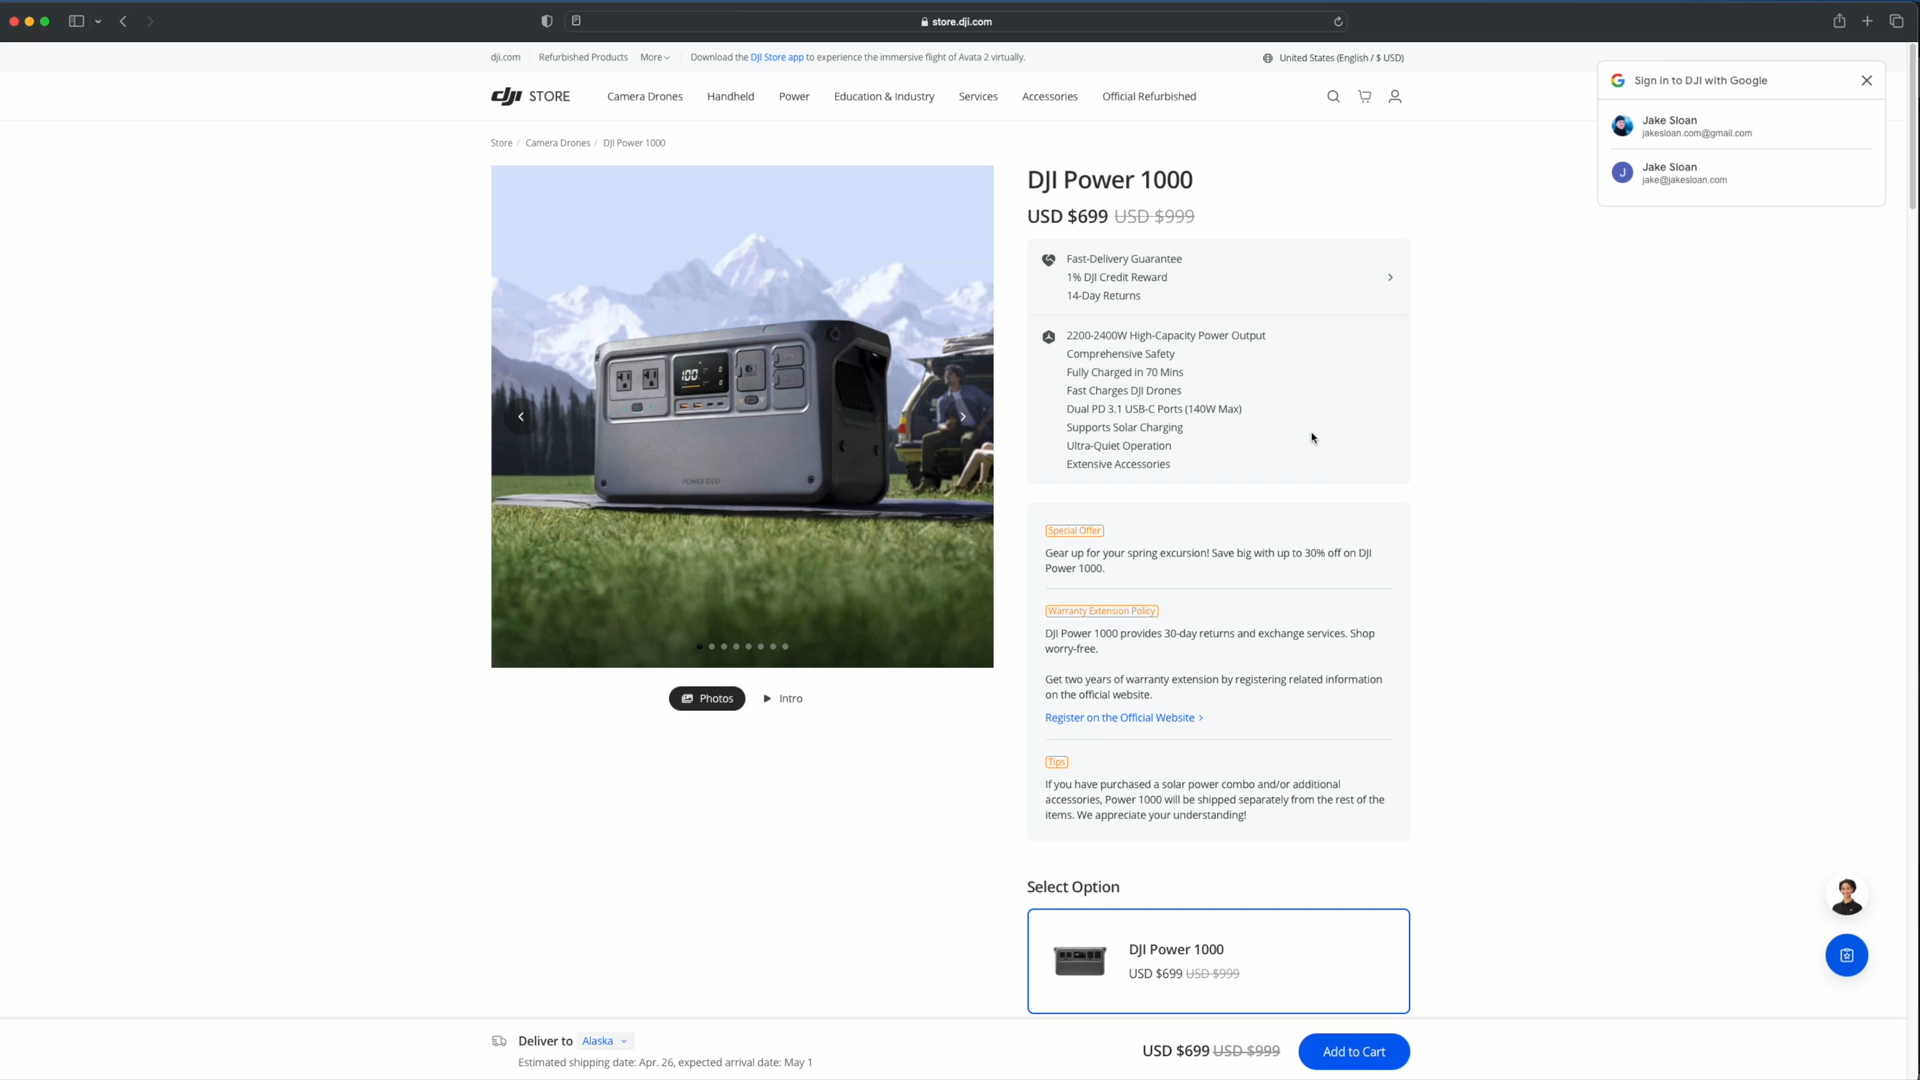 store.dji.com
dji.com
Refurbished Products
More
Download the DJI Store app to experience the immersive flight of Avata 2 virtually.
United States (English / $ USD)
Sign in to DJI with Google
Jake Sloan
jakesloan.com@gmail.com
J
Jake Sloan
jake@jakesloan.com
dji STORE
Camera Drones
Handheld
Power
Education & Industry
Services
Accessories
Official Refurbished
Store / Camera Drones / DJI Power 1000
100
POWER 1000
Photos
Intro
DJI Power 1000
USD $699 USD $999
Fast-Delivery Guarantee
1% DJI Credit Reward
14-Day Returns
2200-2400W High-Capacity Power Output
Comprehensive Safety
Fully Charged in 70 Mins
Fast Charges DJI Drones
Dual PD 3.1 USB-C Ports (140W Max)
Supports Solar Charging
Ultra-Quiet Operation
Extensive Accessories
Special Offer
Gear up for your spring excursion! Save big with up to 30% off on DJI
Power 1000.
Warranty Extension Policy
DJI Power 1000 provides 30-day returns and exchange services. Shop
worry-free.
Get two years of warranty extension by registering related information
on the official website.
Register on the Official Website >
Tips
If you have purchased a solar power combo and/or additional
accessories, Power 1000 will be shipped separately from the rest of the
items. We appreciate your understanding!
Select Option
DJI Power 1000
USD $699 USD $999
Deliver to Alaska
Estimated shipping date: Apr. 26, expected arrival date: May 1
USD $699 USD $999
Add to Cart